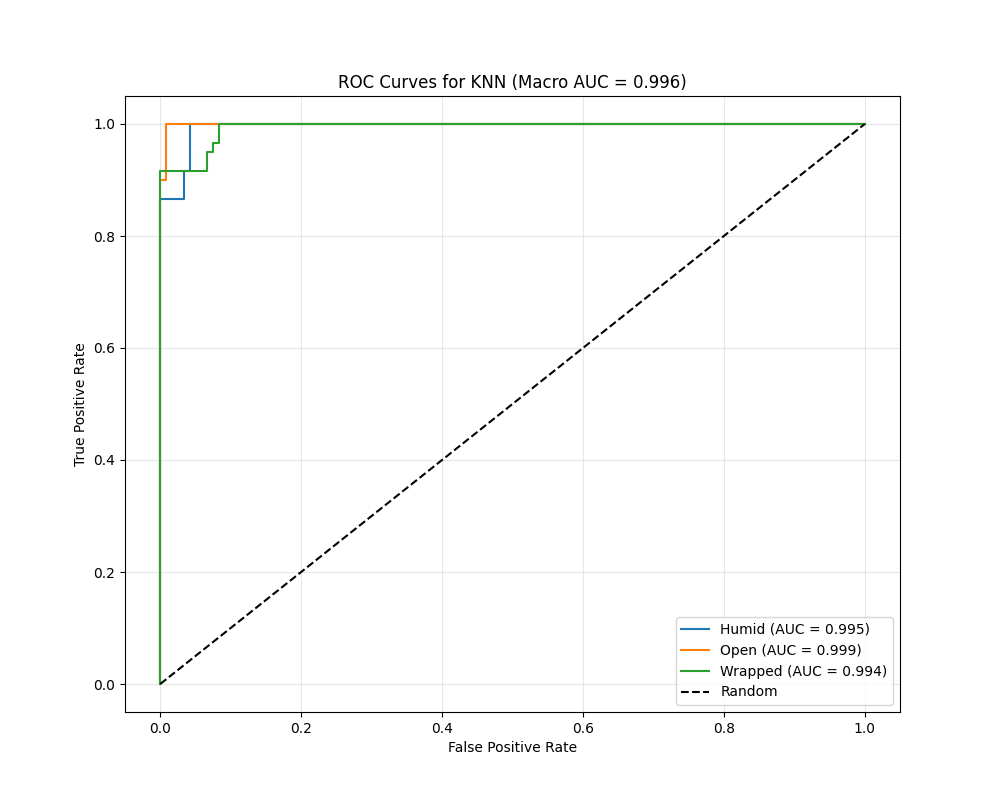 ROC Curves for KNN (Macro AUC = 0.996)
True Positive Rate
1.0
0.8
0.6
0.4
0.2
0.0
0.0 0.2 0.4 0.6 0.8 1.0
False Positive Rate
Humid (AUC = 0.995)
Open (AUC = 0.999)
Wrapped (AUC = 0.994)
Random